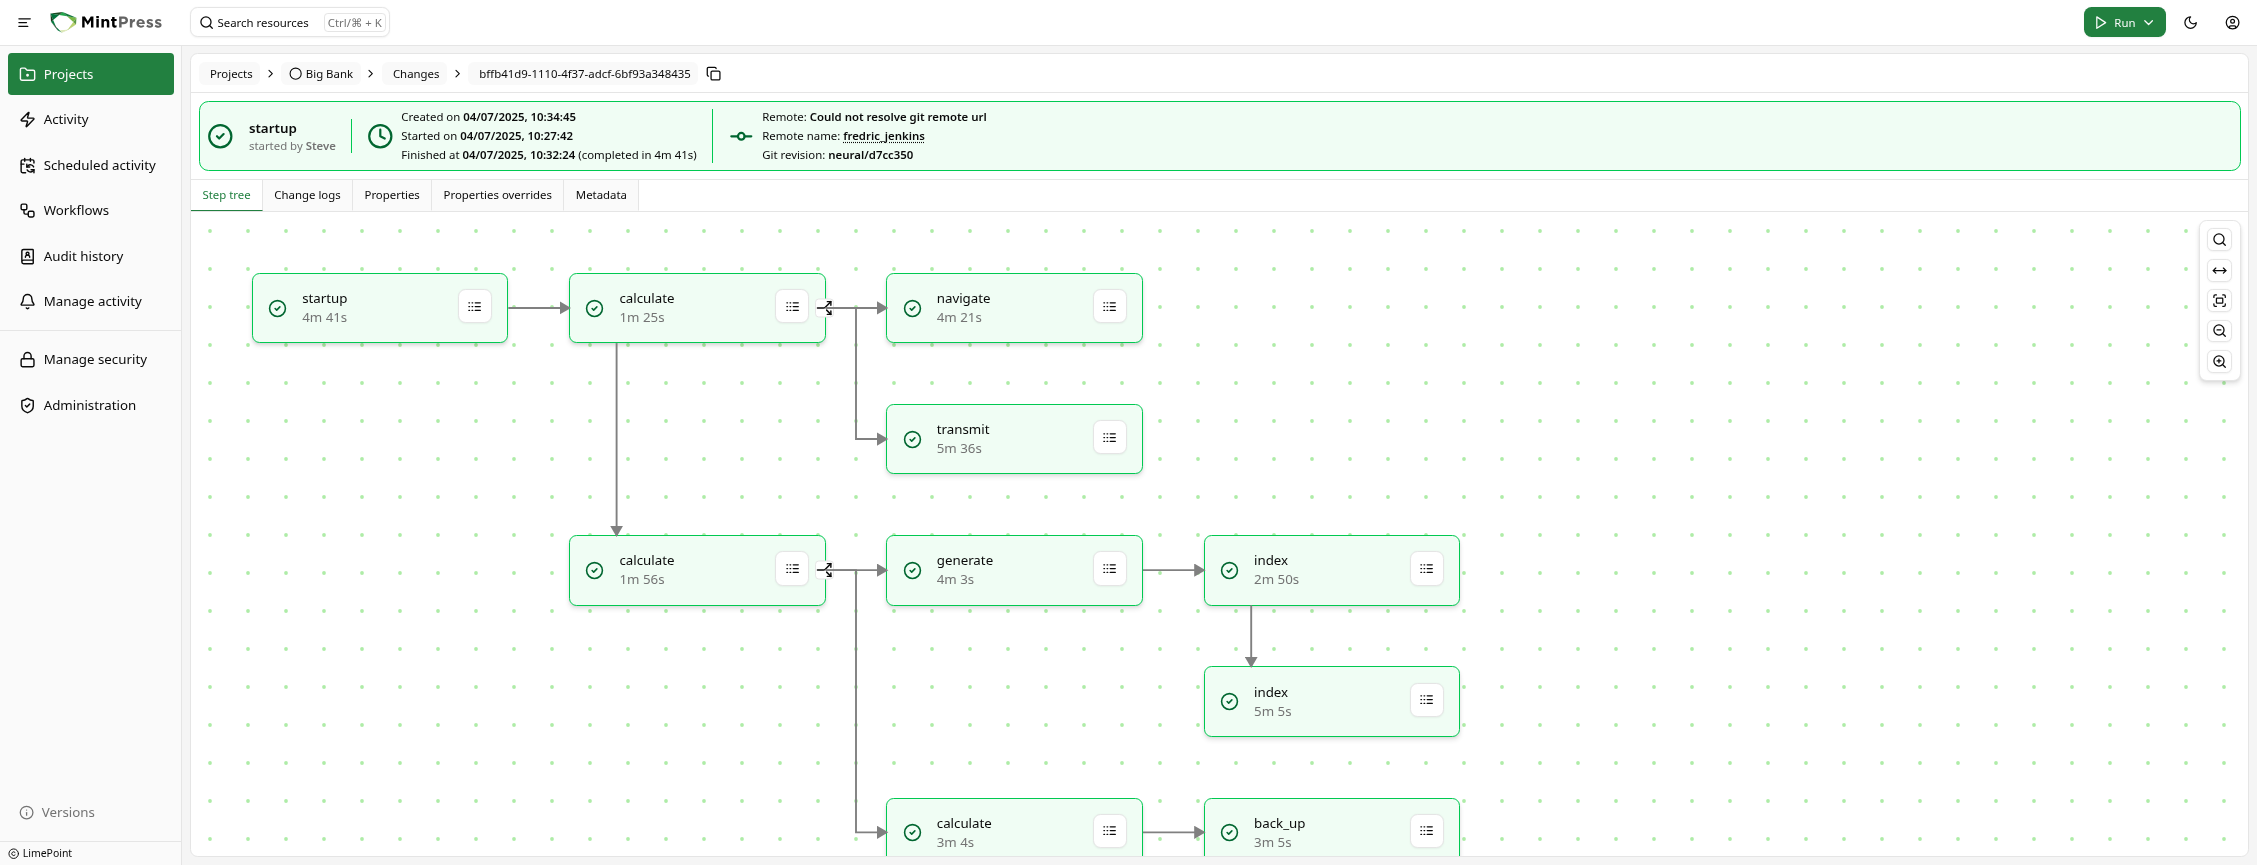 MintPress
Search resources
Ctrl/⌘ + K
Run
Projects
Activity
Scheduled activity
Workflows
Audit history
Manage activity
Manage security
Administration
Versions
LimePoint
Projects
Big Bank
Changes
bffb41d9-1110-4f37-adcf-6bf93a348435
startup
started by Steve
Created on 04/07/2025, 10:34:45
Started on 04/07/2025, 10:27:42
Finished at 04/07/2025, 10:32:24 (completed in 4m 41s)
Remote: Could not resolve git remote url
Remote name: fredric_jenkins
Git revision: neural/d7cc350
Step tree
Change logs
Properties
Properties overrides
Metadata
startup
4m 41s
calculate
1m 25s
navigate
4m 21s
transmit
5m 36s
calculate
1m 56s
generate
4m 3s
index
2m 50s
index
5m 5s
calculate
3m 4s
back_up
3m 5s